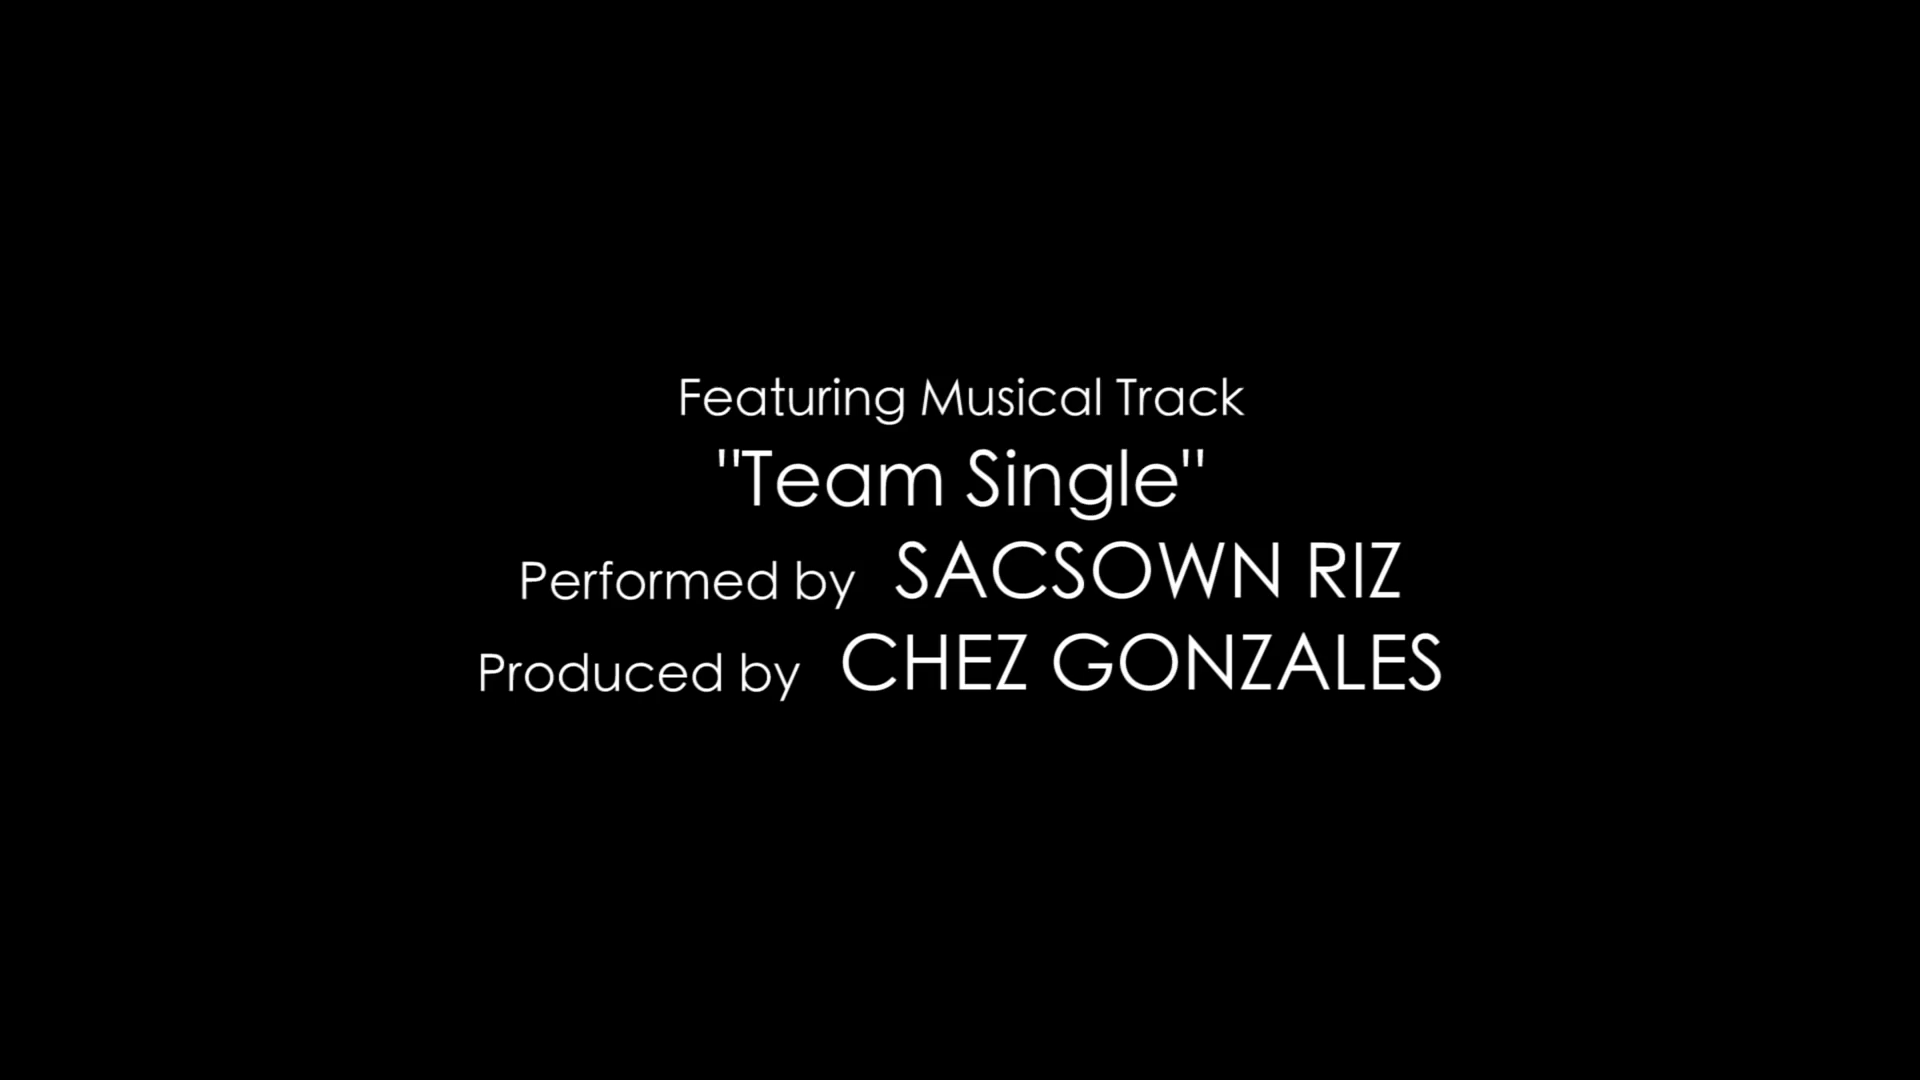 Featuring Musical Track
"Team Single"
Performed by SACSOWN RIZ
Produced by CHEZ GONZALES